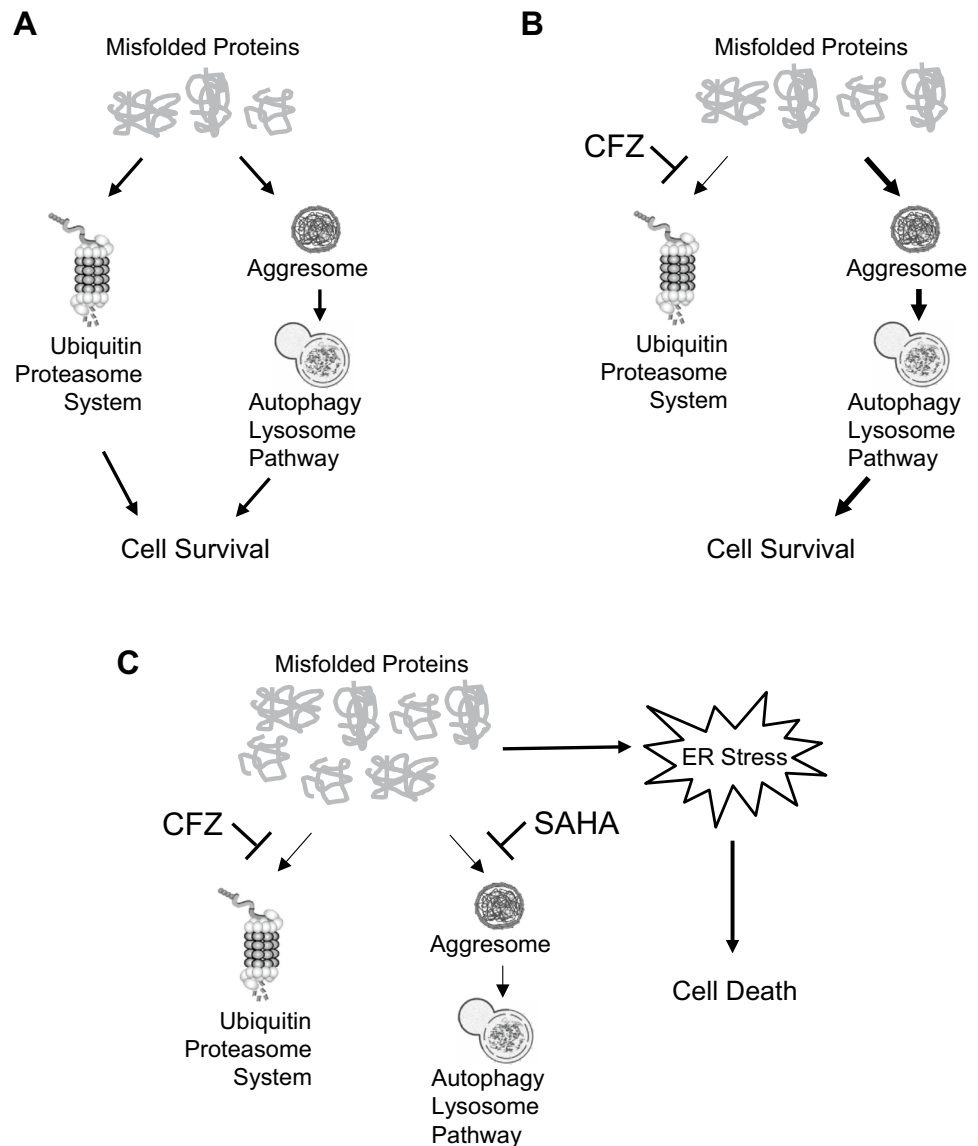 A
Misfolded Proteins
Aggresome
Ubiquitin
Proteasome
System
Autophagy
Lysosome
Pathway
Cell Survival
B
Misfolded Proteins
CFZ
Aggresome
Ubiquitin
Proteasome
System
Autophagy
Lysosome
Pathway
Cell Survival
C
Misfolded Proteins
ER Stress
CFZ
SAHA
Aggresome
Cell Death
Ubiquitin
Proteasome
System
Autophagy
Lysosome
Pathway